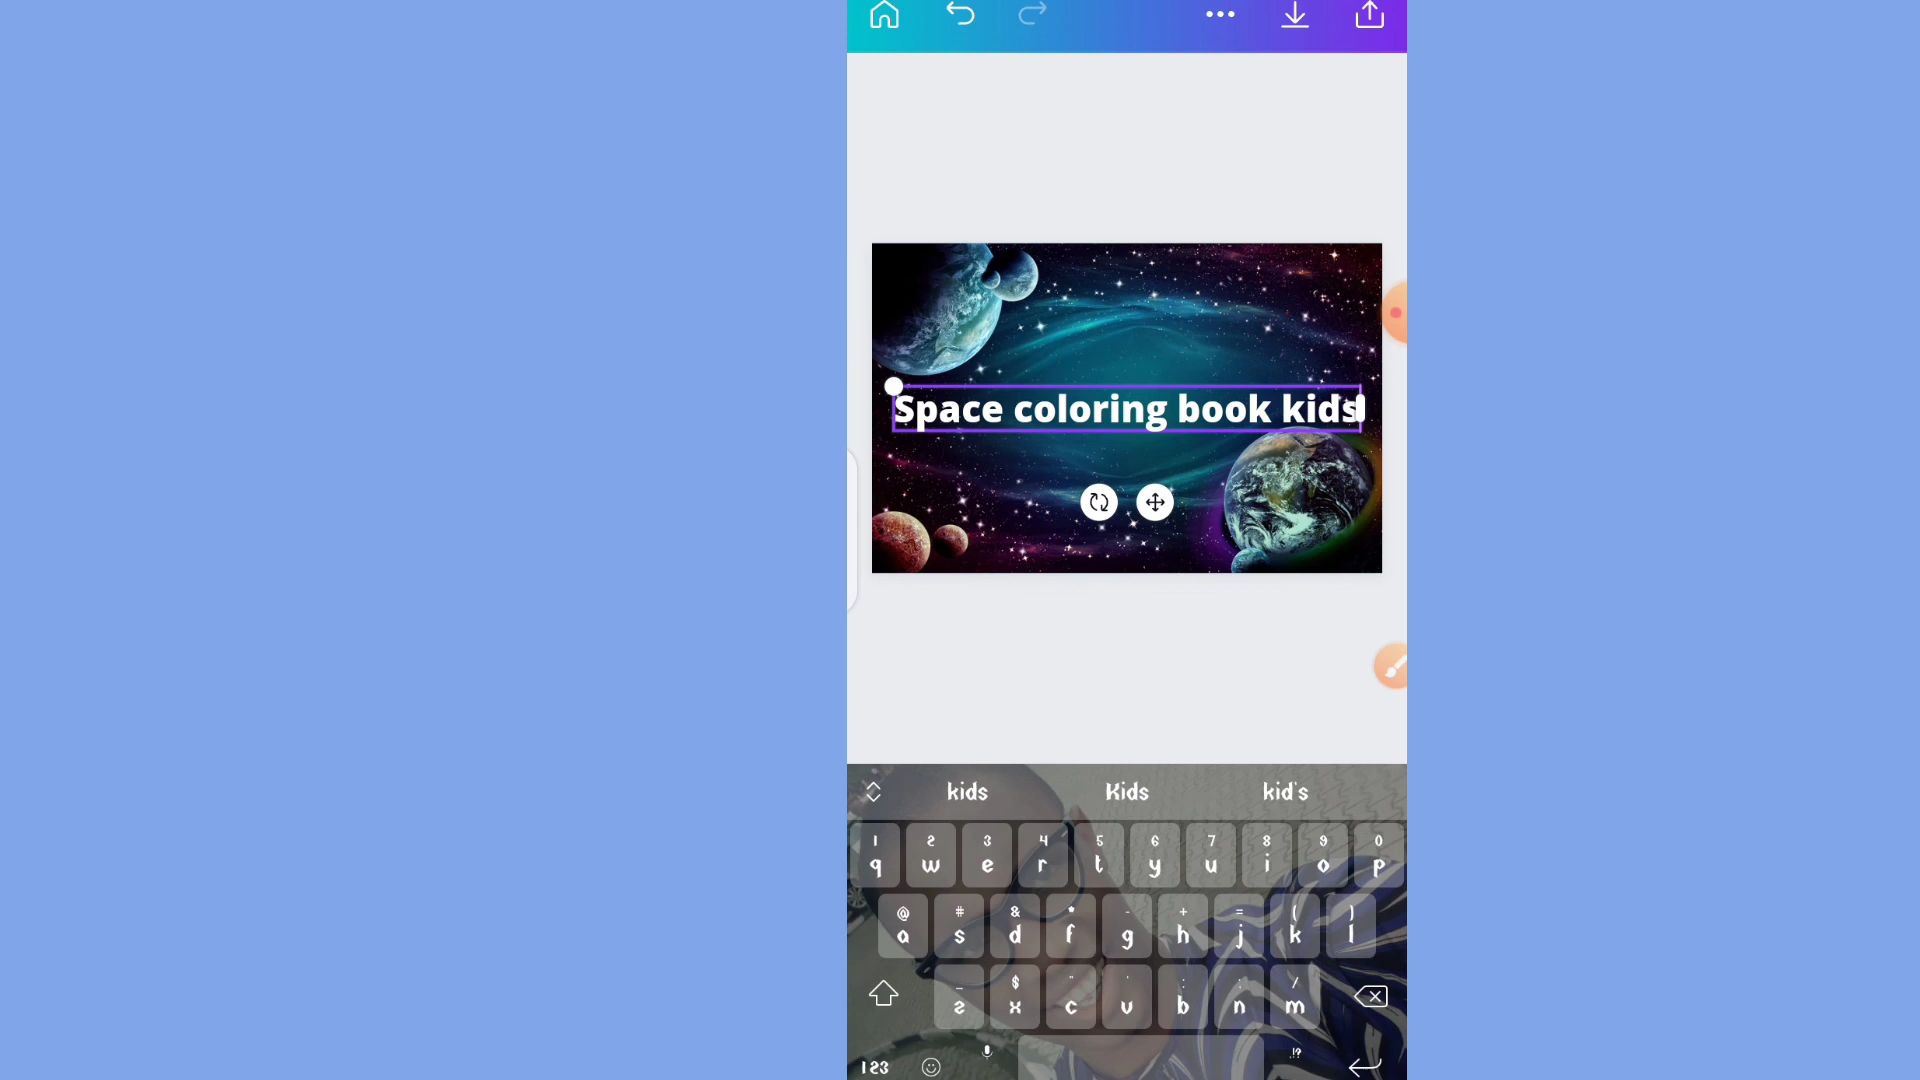 Space coloring book kids
kids Kids kid's
1 2 3 4 5 6 7 8 9 0
q w e r t y u i o p
@ # & * - + = ( )
a s d f g h j k l
_ $ " ' : ; /
z x c v b n m
123 .!?